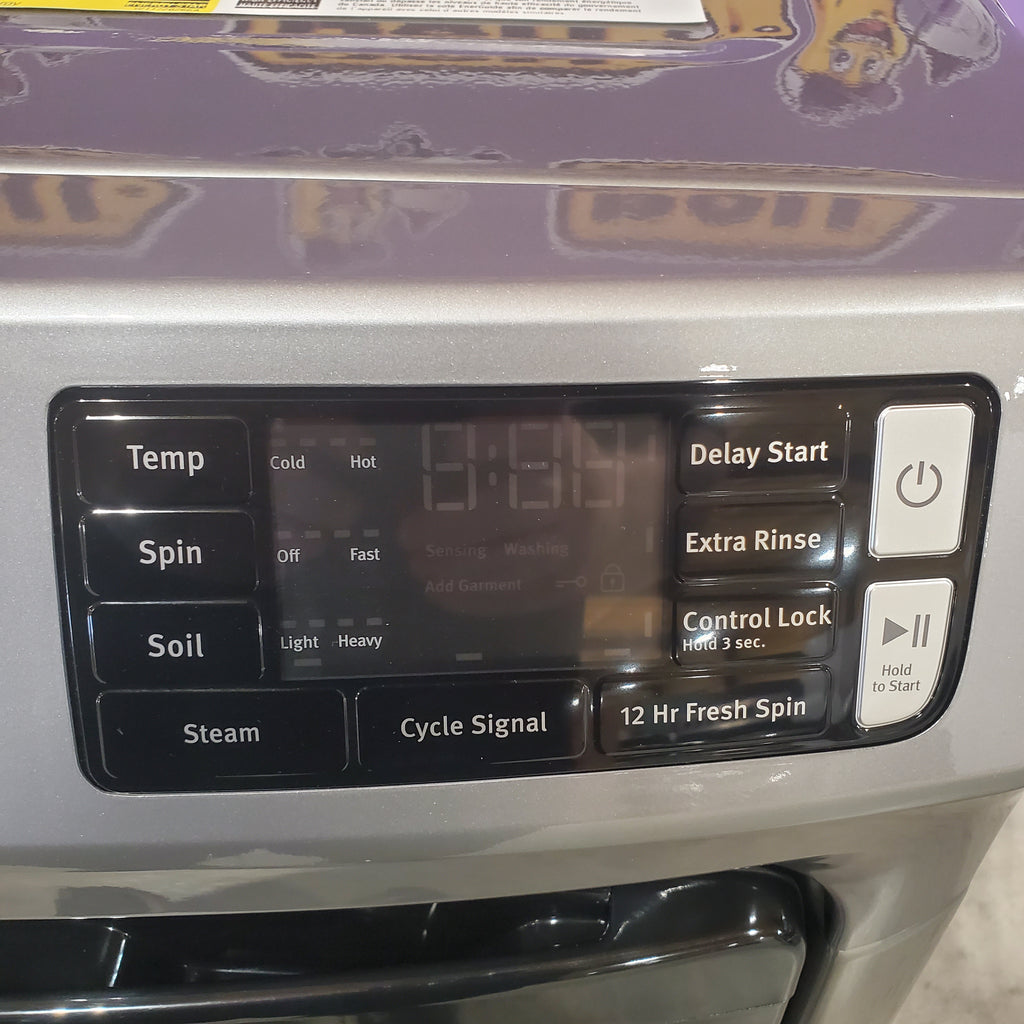 Temp
Cold Hot
Delay Start
Spin
Off Fast
Sensing Washing
Extra Rinse
Add Garment
Soil
Light Heavy
Control Lock
Hold 3 sec.
Hold
to Start
Steam
Cycle Signal
12 Hr Fresh Spin